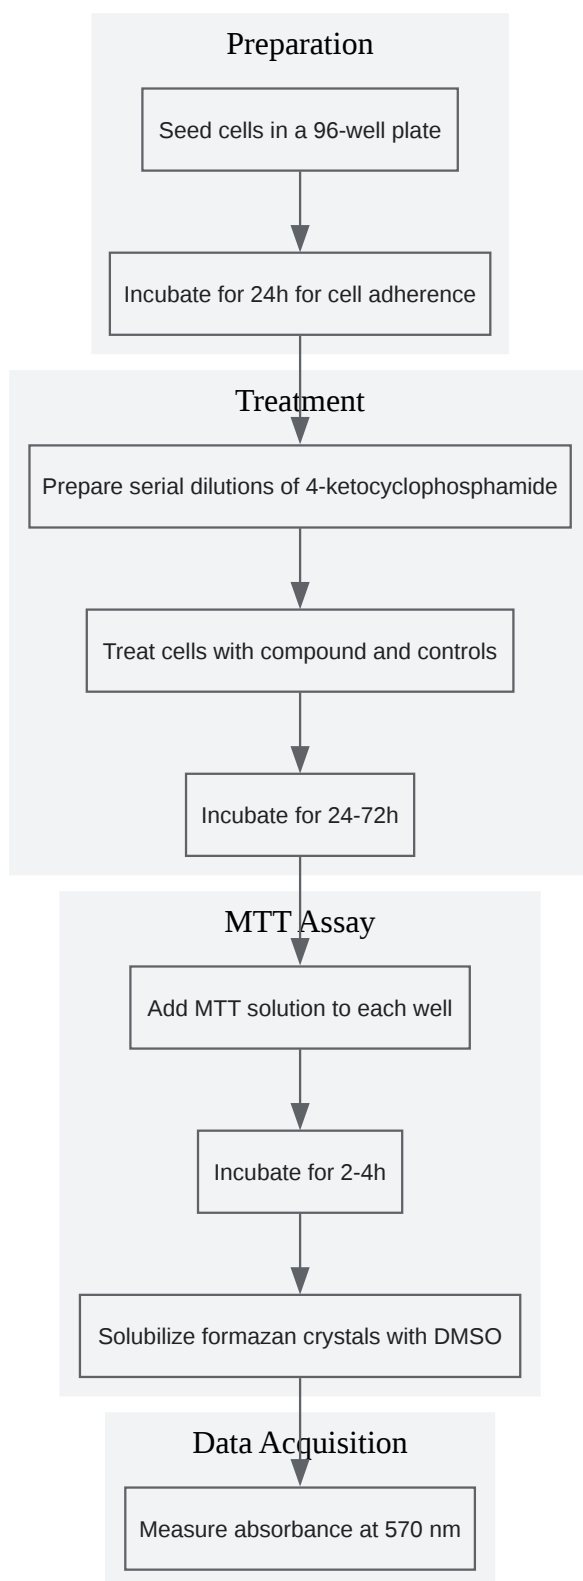 Preparation
Seed cells in a 96-well plate
Incubate for 24h for cell adherence
Treatment
Prepare serial dilutions of 4-ketocyclophosphamide
Treat cells with compound and controls
Incubate for 24-72h
MTT Assay
Add MTT solution to each well
Incubate for 2-4h
Solubilize formazan crystals with DMSO
Data Acquisition
Measure absorbance at 570 nm